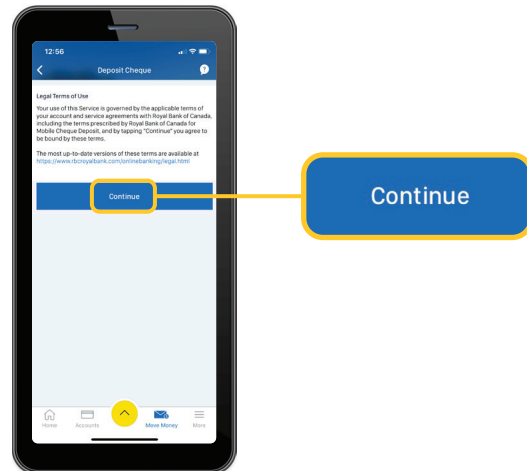 12:56
Deposit Cheque
Legal Terms of Use
Your use of this Service is governed by the applicable terms of
your account and service agreements with Royal Bank of Canada,
including the terms prescribed by Royal Bank of Canada for
Mobile Cheque Deposit, and by tapping "Continue" you agree to
be bound by these terms.
The most up-to-date versions of these terms are available at
https://www.rbcroyalbank.com/onlinebanking/legal.html
Continue
Continue
Home Accounts Move Money More